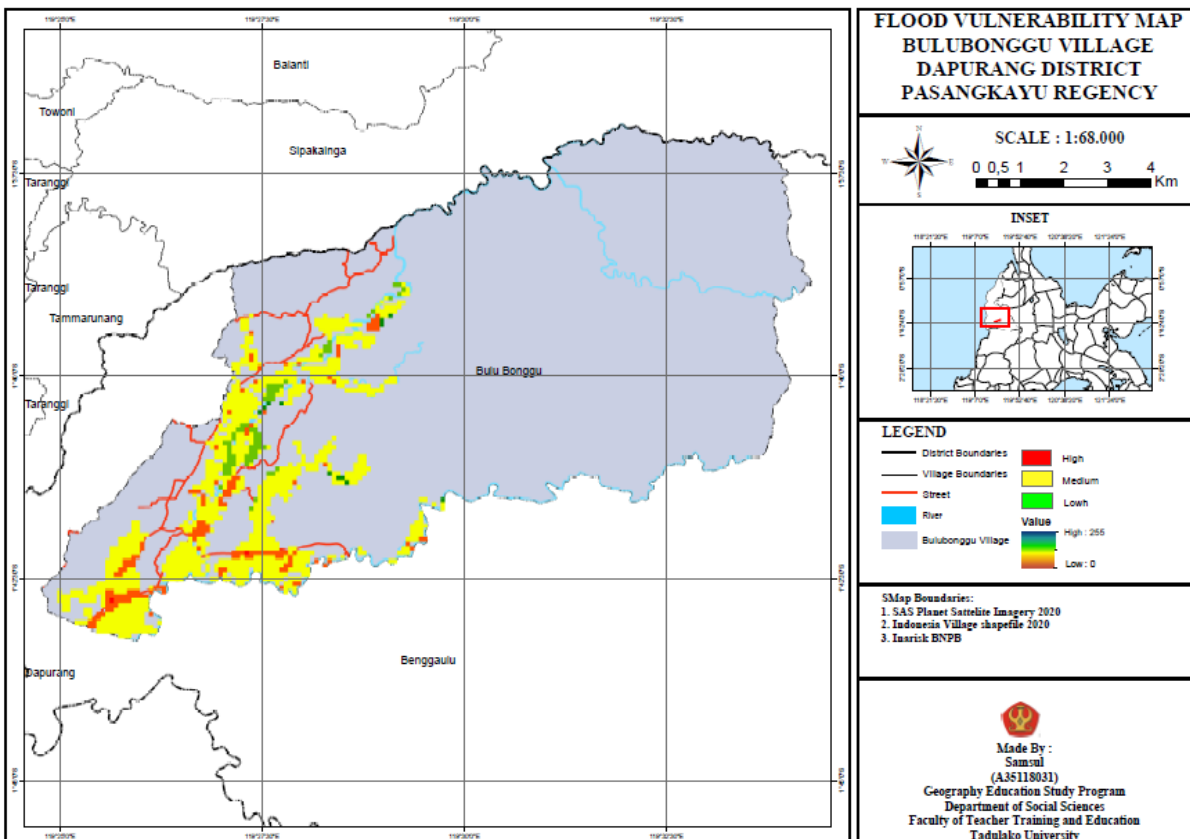 FLOOD VULNERABILITY MAP
BULUBONGGU VILLAGE
DAPURANG DISTRICT
PASANGKAYU REGENCY
N
W E
S
SCALE : 1:68.000
0 0,5 1 2 3 4
Km
INSET
LEGEND
District Boundaries
Village Boundaries
Street
River
Bulubonggu Village
High
Medium
Lowh
Value
High : 255
Low : 0
SMap Boundaries:
1. SAS Planet Sattelite Imagery 2020
2. Indonesia Village shapefile 2020
3. Inarisk BNPB
Made By :
Samsul
(A35118031)
Geography Education Study Program
Department of Social Sciences
Faculty of Teacher Training and Education
Tadulako University
Balanti
Towoni
Sipakainga
Taranggi
Taranggi
Tammarunang
Bulu Bonggu
Taranggi
Benggaulu
Dapurang